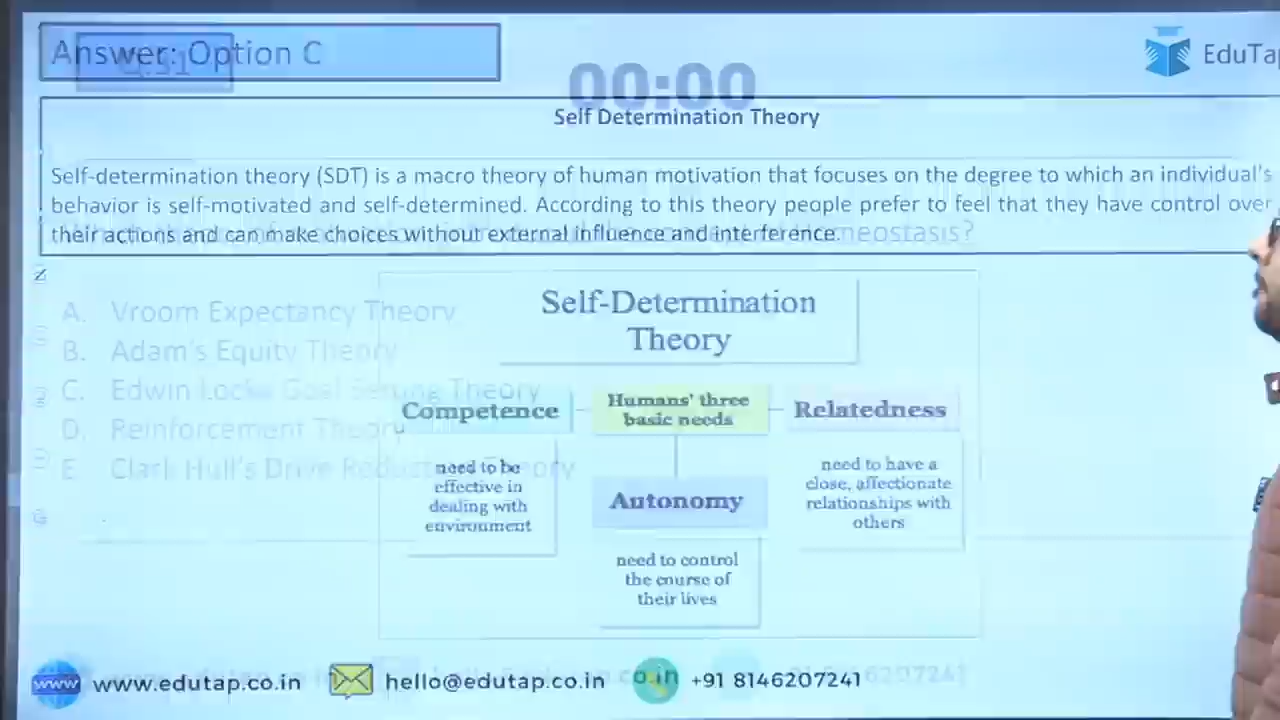 Answer: Option C
EduTap
00:00
Self Determination Theory
Self-determination theory (SDT) is a macro theory of human motivation that focuses on the degree to which an individual's
behavior is self-motivated and self-determined. According to this theory people prefer to feel that they have control over
their actions and can make choices without external influence and interference.
meostasis?
A. Vroom Expectancy Theory
B. Adam's Equity Theory
C. Edwin Locke Goal Setting Theory
D. Reinforcement Theory
E. Clark Hull's Drive Reduction Theory
Self-Determination
Theory
Competence
Humans' three
basic needs
Relatedness
need to be
effective in
dealing with
environment
Autonomy
need to control
the course of
their lives
need to have a
close, affectionate
relationships with
others
www.edutap.co.in
hello@edutap.co.in
+91 8146207241